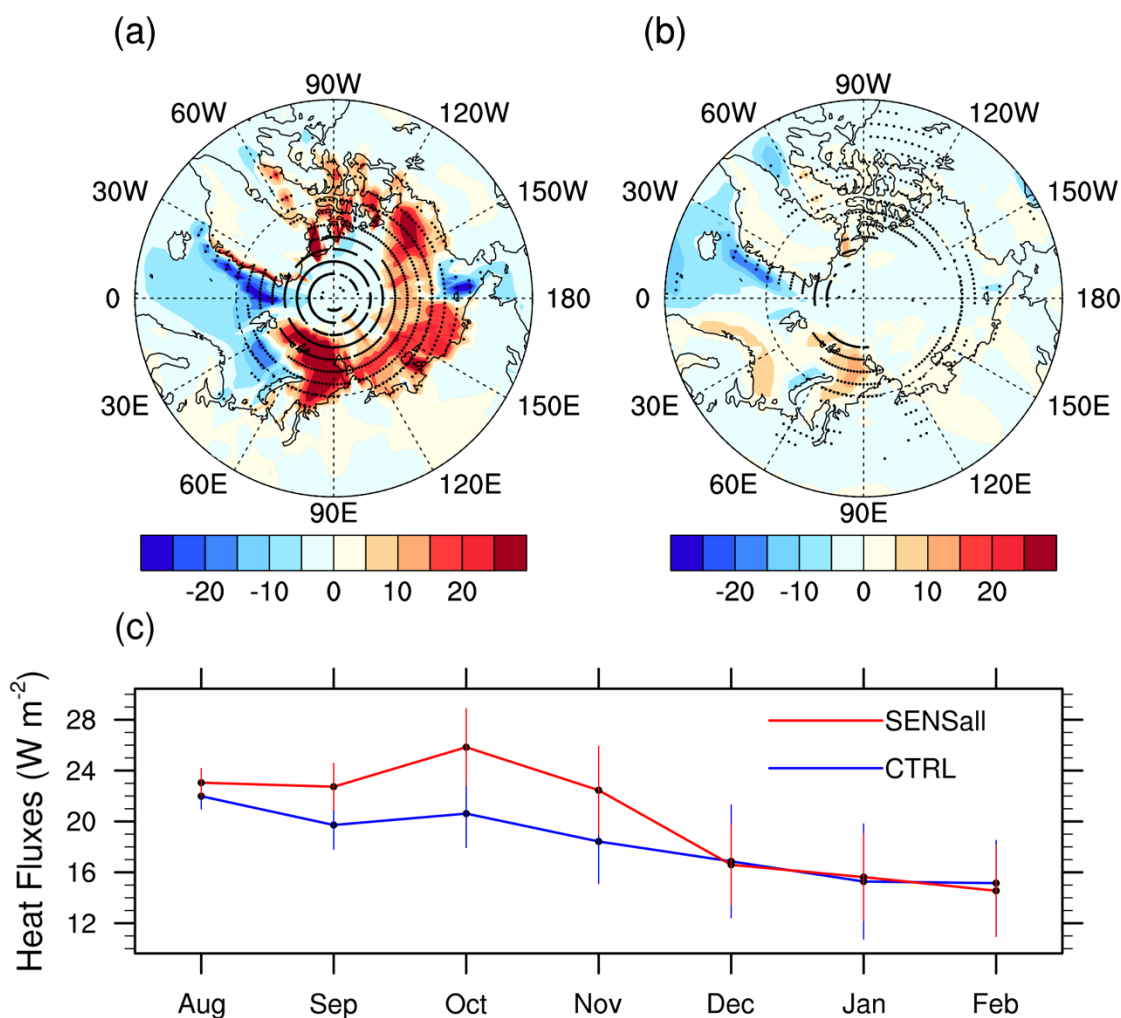 (a) (b)
90W 90W
60W 120W 60W 120W
30W 150W 30W 150W
0 180 0 180
30E 150E 30E 150E
60E 120E 60E 120E
90E 90E
-20 -10 0 10 20 -20 -10 0 10 20
(c)
Heat Fluxes (W m⁻²)
28
24
20
16
12
SENSall
CTRL
Aug Sep Oct Nov Dec Jan Feb